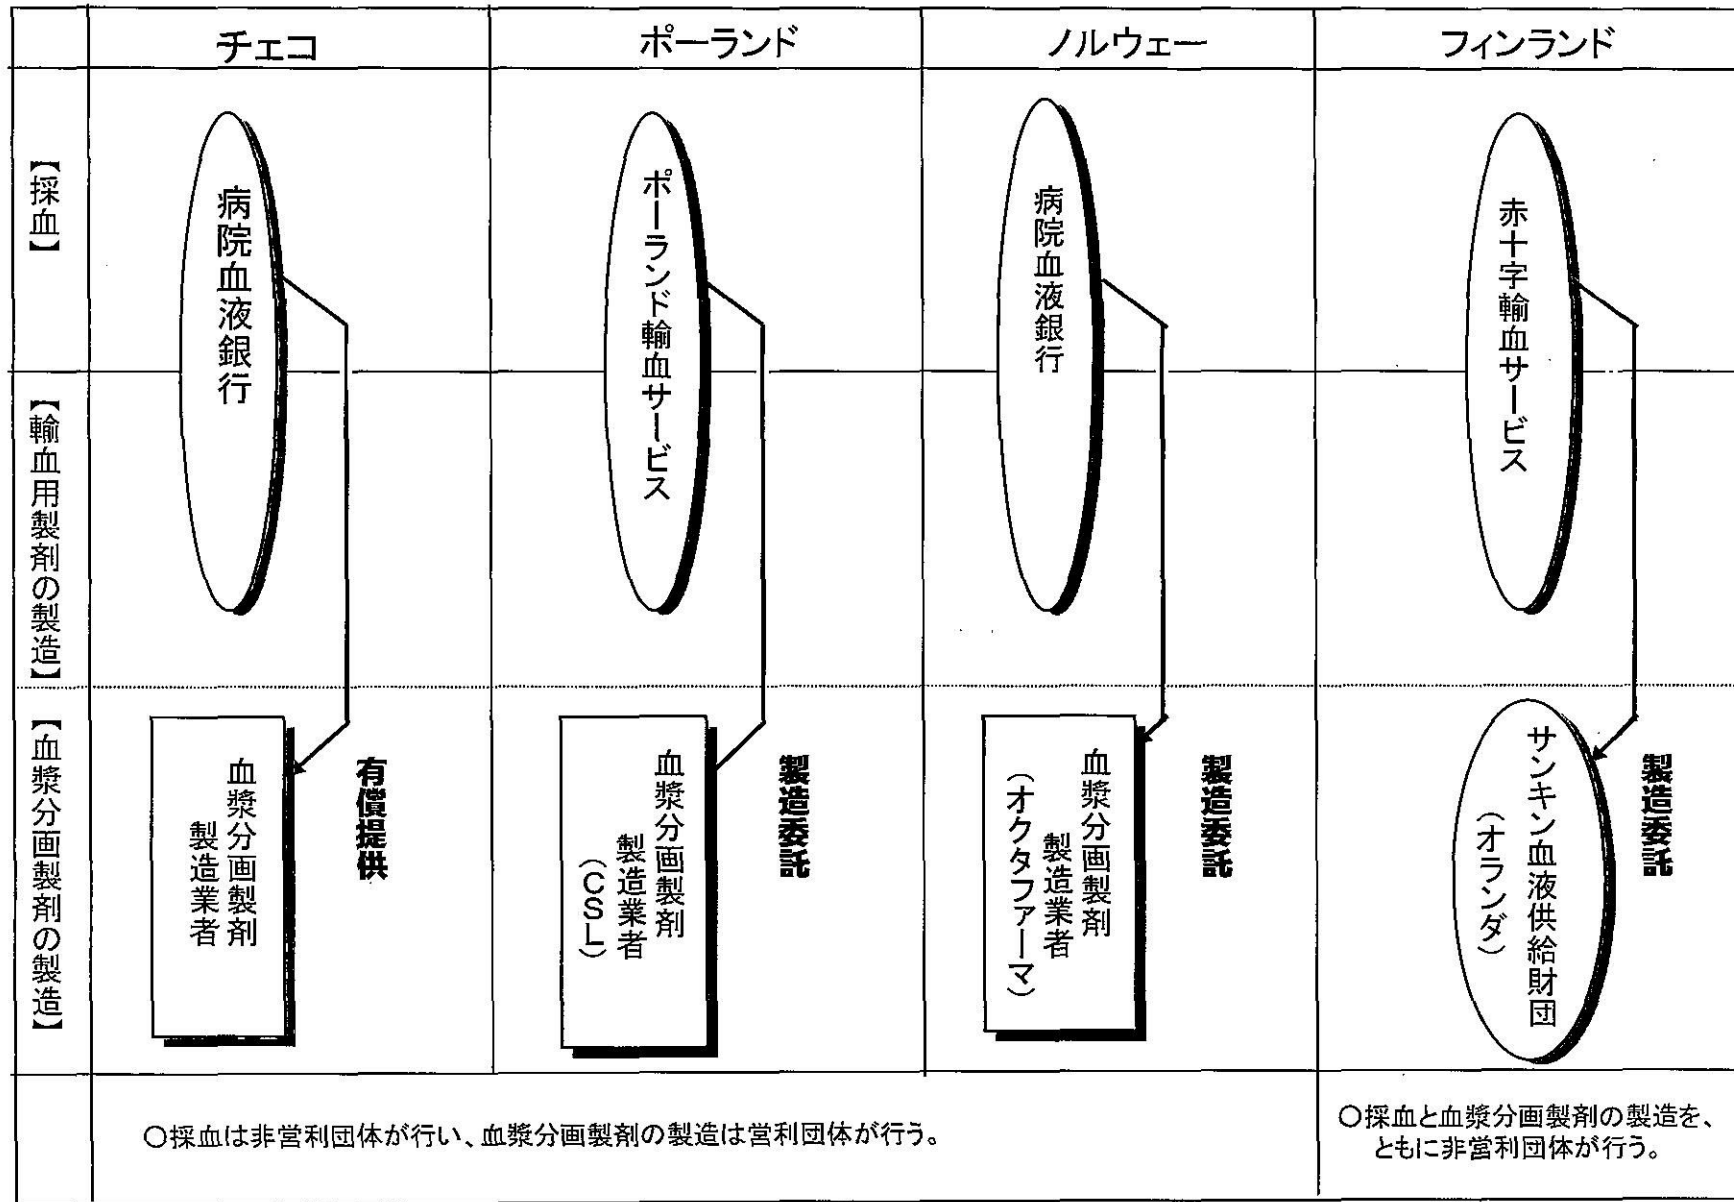 チェコ
ポーランド
ノルウェー
フィンランド
【採血】
病院血液銀行
ポーランド輸血サービス
病院血液銀行
赤十字輸血サービス
【輸血用製剤の製造】
【血漿分画製剤の製造】
血漿分画製剤
製造業者
有償提供
血漿分画製剤
製造業者
(CSL)
製造委託
血漿分画製剤
製造業者
(オクタファーマ)
製造委託
サンキン血液供給財団
(オランダ)
製造委託
○採血は非営利団体が行い、血漿分画製剤の製造は営利団体が行う。
○採血と血漿分画製剤の製造を、
ともに非営利団体が行う。